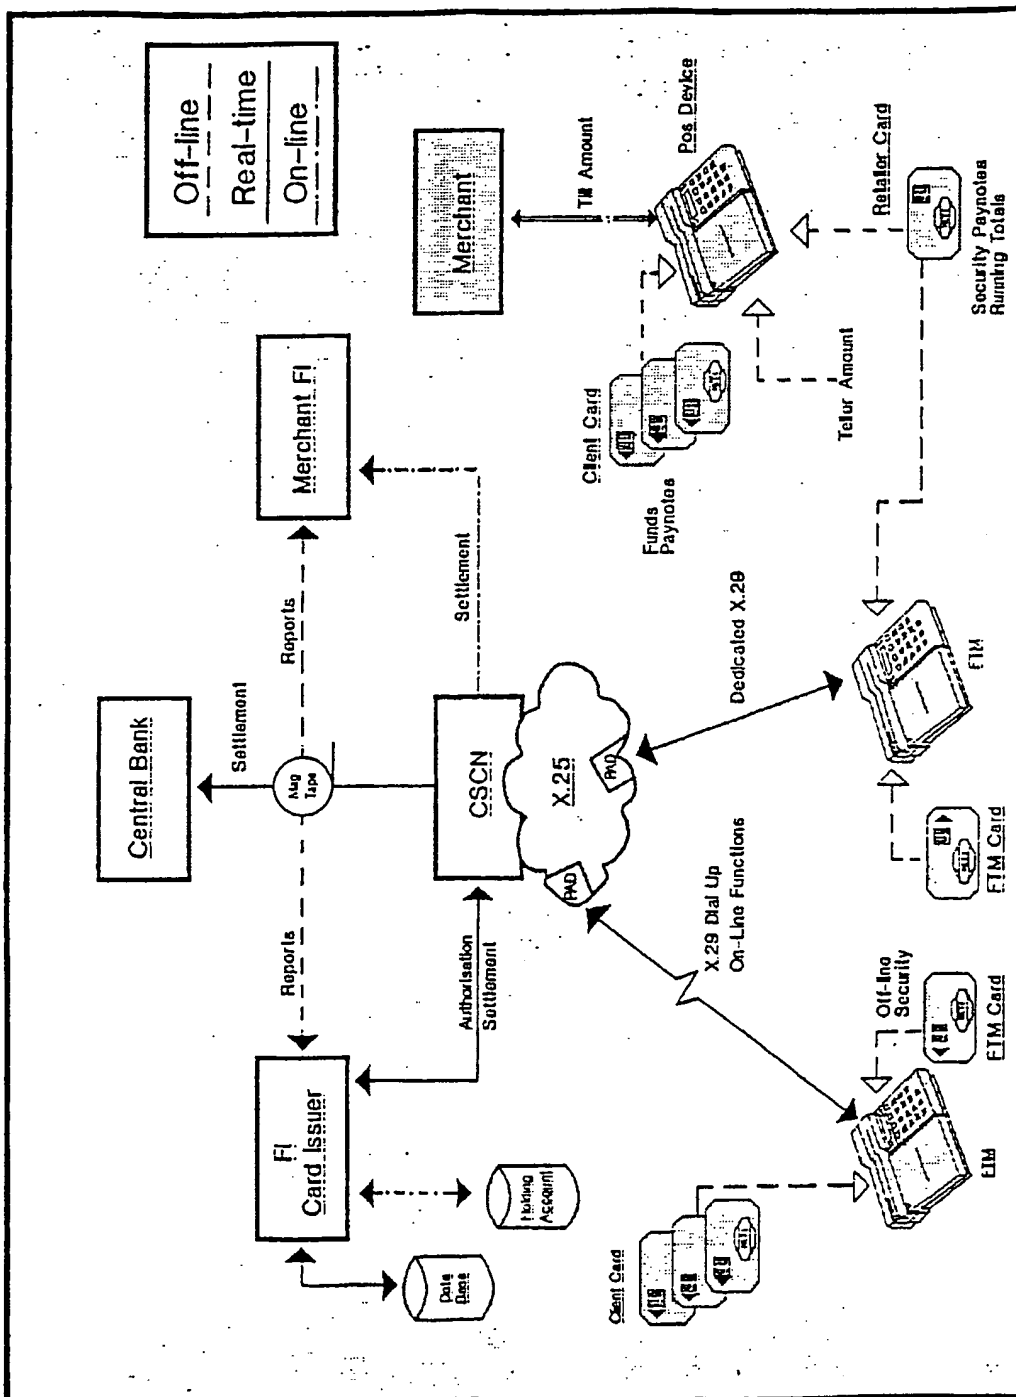 Off-line
Real-time
On-line
Central Bank
Settlement
Mag
Tape
Reports
Reports
FI
Card Issuer
Merchant FI
Merchant
Authorisation
Settlement
Settlement
CSCN
X.25
PAD
PAD
Data
Base
Holding
Account
TM Amount
Pos Device
Client Card
Funds
Paynotes
Teller Amount
Retailor Card
Security Paynotes
Running Totals
X.29 Dial Up
On-Line Functions
Dedicated X.29
Client Card
Off-line
Security
FTM
FTM Card
FTM Card
FTM